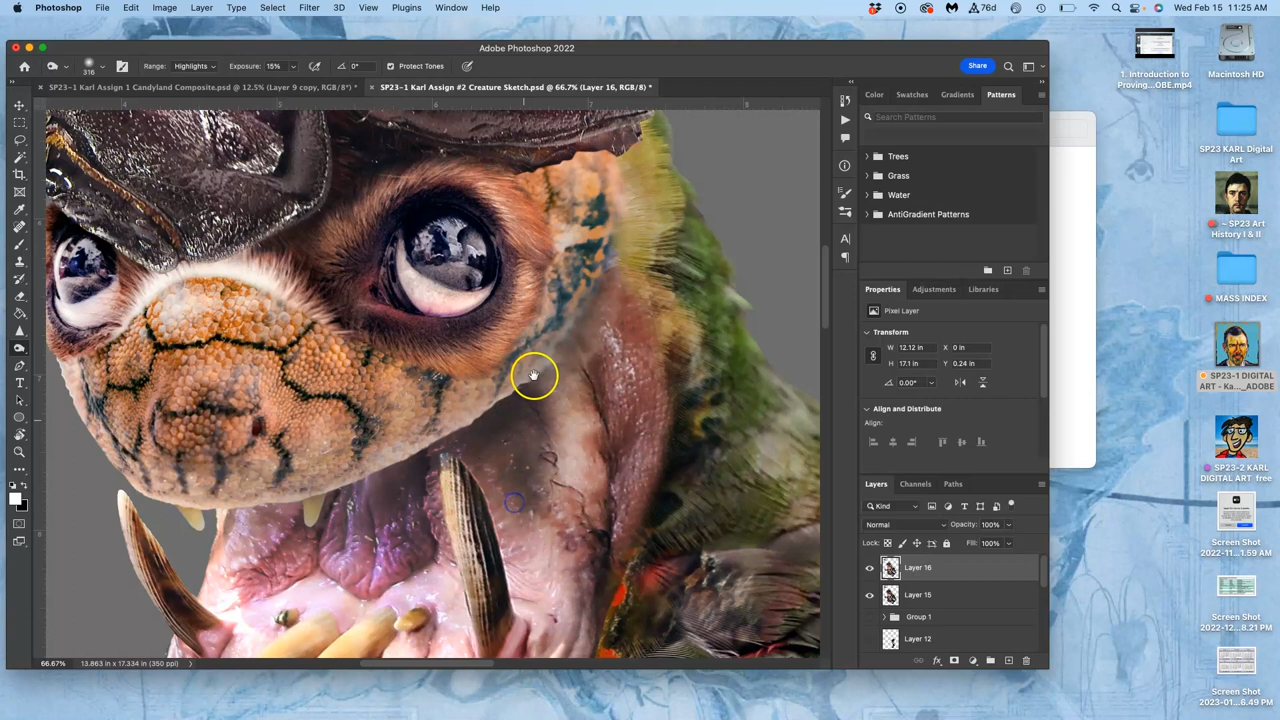 Photoshop File Edit Image Layer Type Select Filter 3D View Plugins Window Help 76d Wed Feb 15 11:25 AM
Adobe Photoshop 2022
316 Range: Highlights Exposure: 15% 0° Protect Tones Share
SP23-1 Karl Assign 1 Candyland Composite.psd @ 12.5% (Layer 9 copy, RGB/8*) *
SP23-1 Karl Assign #2 Creature Sketch.psd @ 66.7% (Layer 16, RGB/8) *
Color Swatches Gradients Patterns
Search Patterns
Trees
Grass
Water
AntiGradient Patterns
Properties Adjustments Libraries
Pixel Layer
Transform
W 12.12 in X 0 in
H 17.1 in Y 0.24 in
0.00°
Align and Distribute
Align:
Layers Channels Paths
Kind
Normal Opacity: 100%
Lock: Fill: 100%
Layer 16
Layer 15
Group 1
Layer 12
66.67% 13.863 in x 17.334 in (350 ppi)
1. Introduction to
Proving...OBE.mp4
Macintosh HD
SP23 KARL Digital
Art
~ SP23 Art
History I & II
MASS INDEX
SP23-1 DIGITAL
ART - Ka..._ADOBE
SP23-2 KARL
DIGITAL ART_free
Screen Shot
2022-11...1.59 AM
Screen Shot
2022-12...8.21 PM
Screen Shot
2023-01...6.49 PM